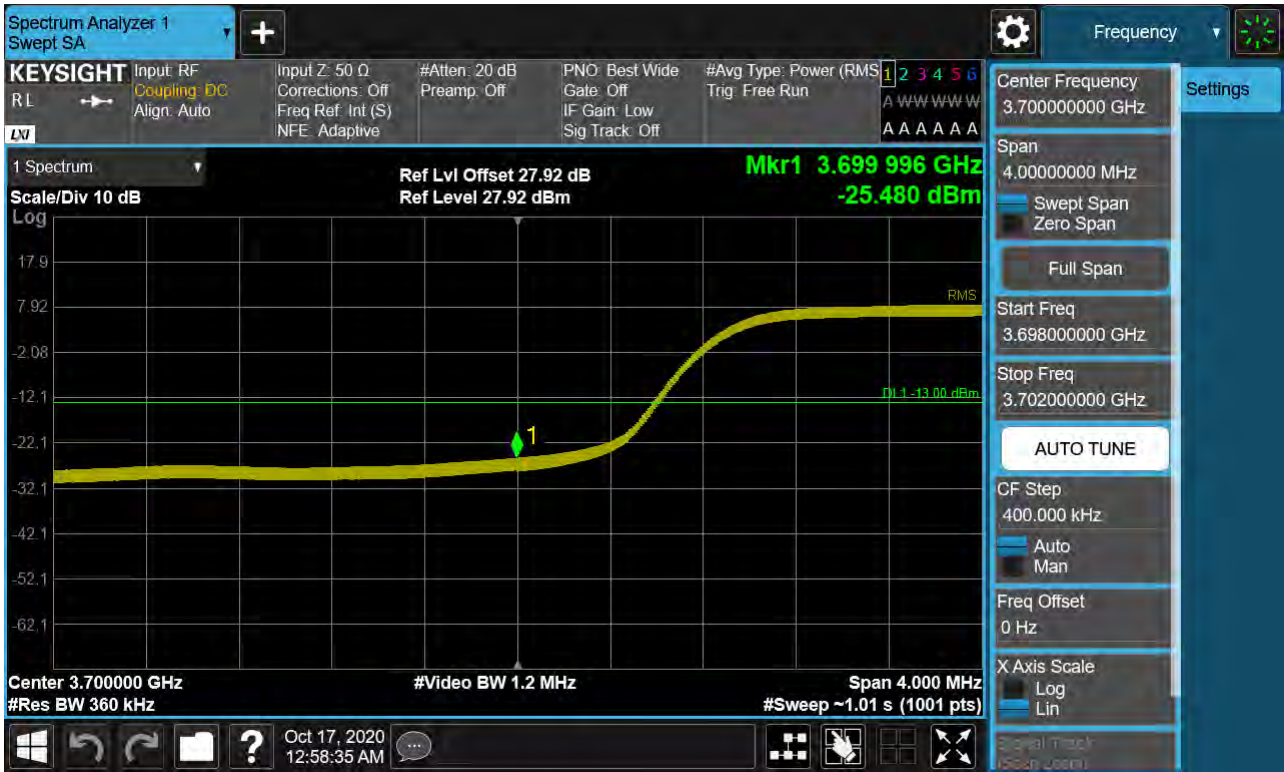 Spectrum Analyzer 1
Swept SA
+
Frequency
KEYSIGHT
RL
LXI
Input: RF
Coupling: DC
Align: Auto
Input Z: 50 Ω
Corrections: Off
Freq Ref: Int (S)
NFE: Adaptive
#Atten: 20 dB
Preamp: Off
PNO: Best Wide
Gate: Off
IF Gain: Low
Sig Track: Off
#Avg Type: Power (RMS
Trig: Free Run
1 2 3 4 5 6
A W W W W W
A A A A A A
Center Frequency
3.700000000 GHz
Settings
Span
4.00000000 MHz
Swept Span
Zero Span
Full Span
Start Freq
3.698000000 GHz
Stop Freq
3.702000000 GHz
AUTO TUNE
CF Step
400.000 kHz
Auto
Man
Freq Offset
0 Hz
X Axis Scale
Log
Lin
Signal Track
(Span Zoom)
1 Spectrum
Scale/Div 10 dB
Log
Ref Lvl Offset 27.92 dB
Ref Level 27.92 dBm
Mkr1 3.699 996 GHz
-25.480 dBm
17.9
7.92
-2.08
-12.1
-22.1
-32.1
-42.1
-52.1
-62.1
RMS
DL1 -13.00 dBm
1
Center 3.700000 GHz
#Res BW 360 kHz
#Video BW 1.2 MHz
Span 4.000 MHz
#Sweep ~1.01 s (1001 pts)
?
Oct 17, 2020
12:58:35 AM